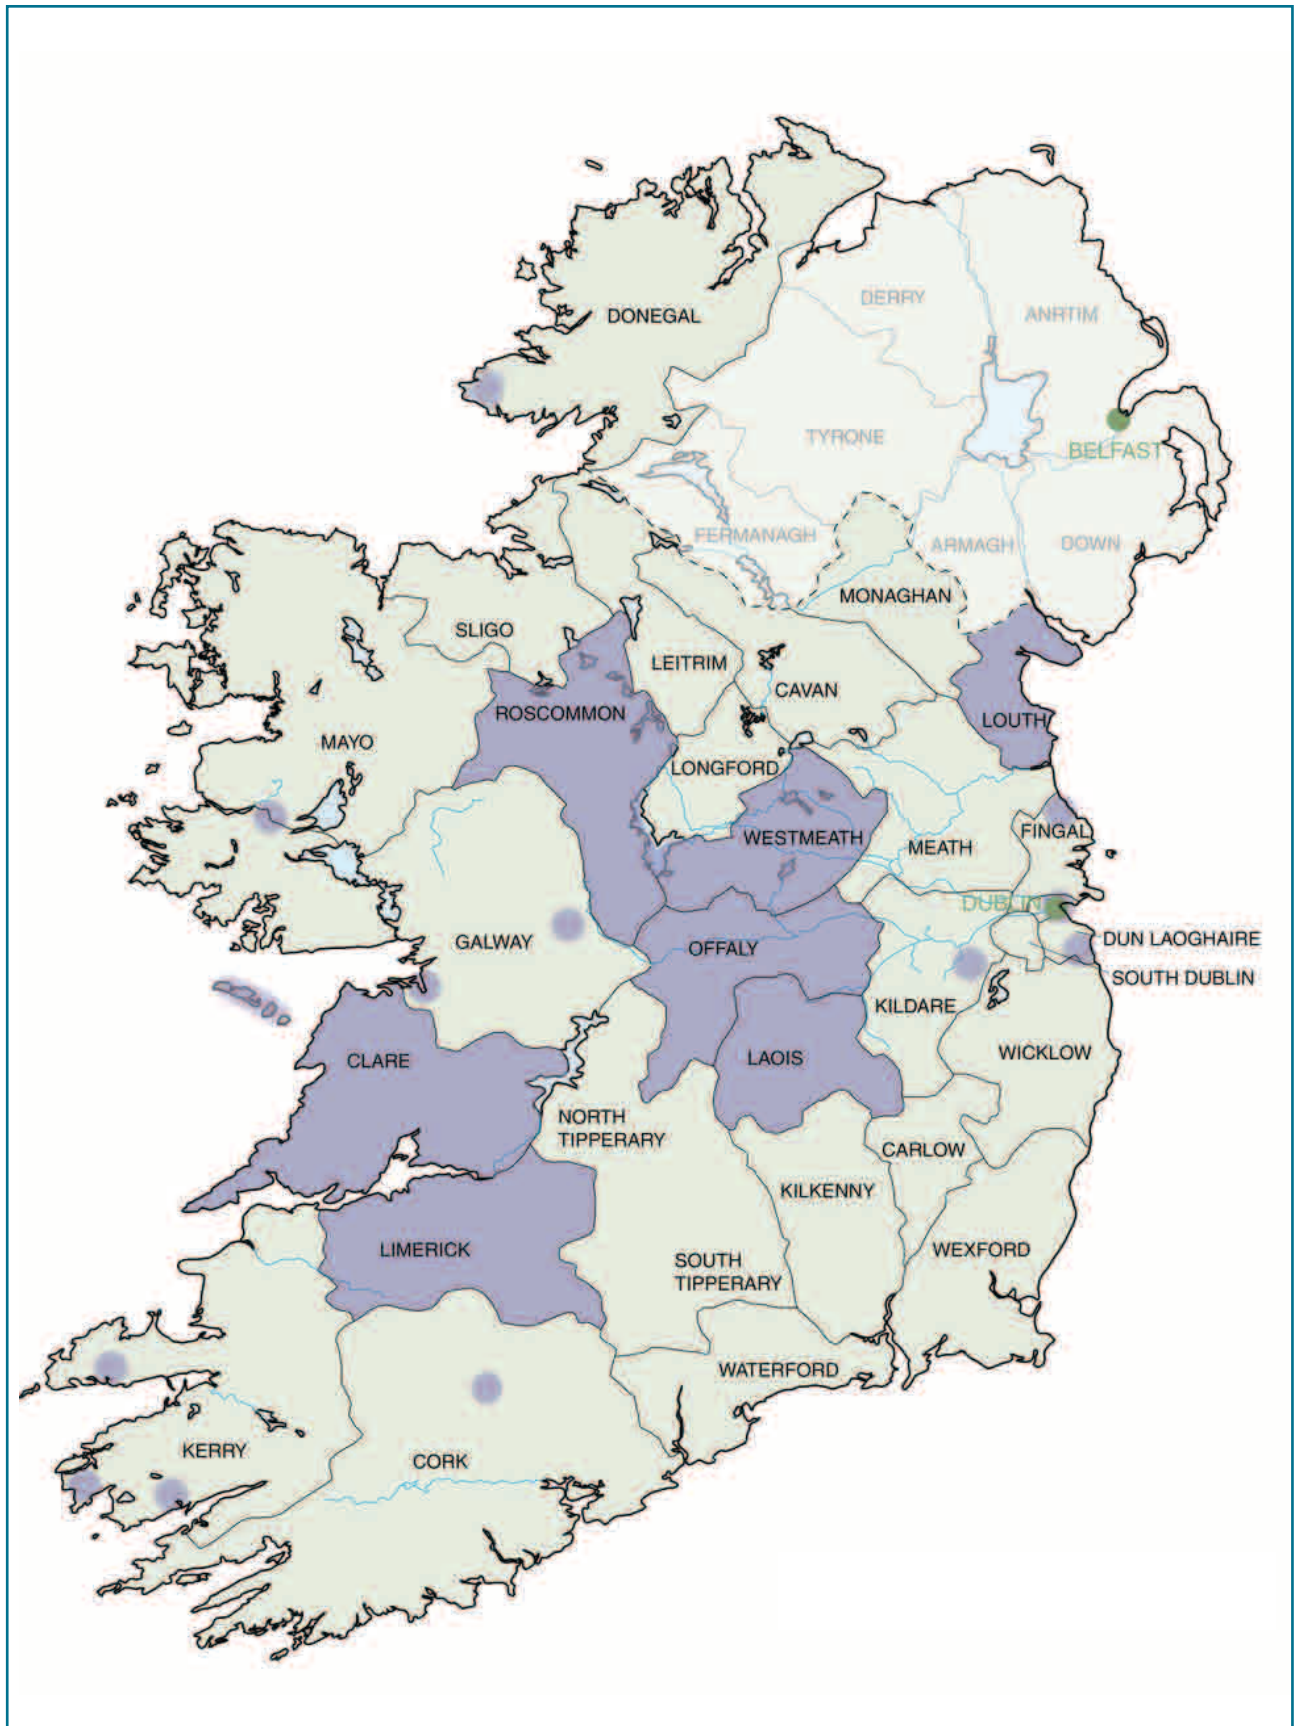 DERRY
ANRTIM
DONEGAL
TYRONE
BELFAST
FERMANAGH
ARMAGH
DOWN
MONAGHAN
SLIGO
LEITRIM
CAVAN
ROSCOMMON
LOUTH
MAYO
LONGFORD
WESTMEATH
MEATH
FINGAL
DUBLIN
GALWAY
OFFALY
DUN LAOGHAIRE
SOUTH DUBLIN
KILDARE
CLARE
LAOIS
WICKLOW
NORTH
TIPPERARY
CARLOW
KILKENNY
LIMERICK
WEXFORD
SOUTH
TIPPERARY
WATERFORD
KERRY
CORK